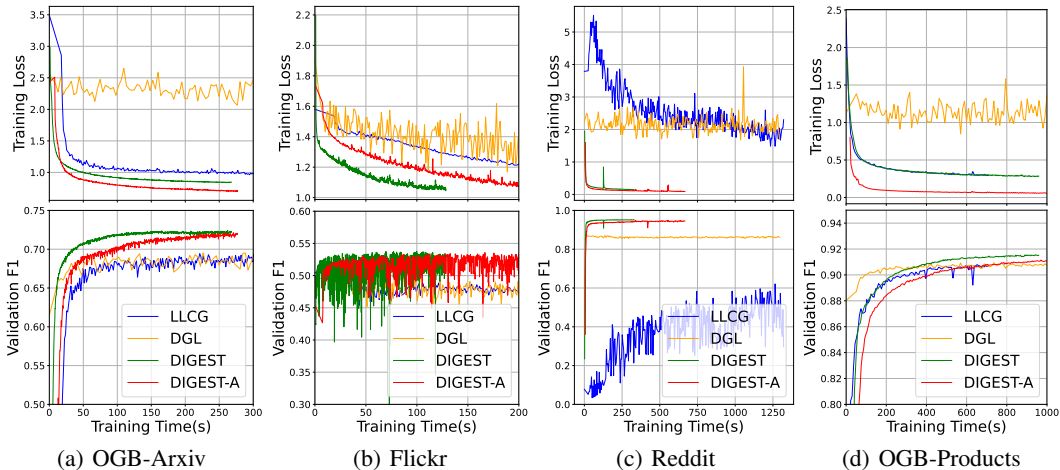 3.5
3.0
2.5
2.0
1.5
1.0
Training Loss
2.2
2.0
1.8
1.6
1.4
1.2
1.0
Training Loss
5
4
3
2
1
0
Training Loss
2.5
2.0
1.5
1.0
0.5
0.0
Training Loss
0.75
0.70
0.65
0.60
0.55
0.50
Validation F1
LLCG
DGL
DIGEST
DIGEST-A
0 50 100 150 200 250 300
Training Time(s)
0.60
0.55
0.50
0.45
0.40
0.35
0.30
Validation F1
LLCG
DGL
DIGEST
DIGEST-A
0 50 100 150 200
Training Time(s)
1.0
0.8
0.6
0.4
0.2
0.0
Validation F1
LLCG
DGL
DIGEST
DIGEST-A
0 250 500 750 1000 1250
Training Time(s)
0.94
0.92
0.90
0.88
0.86
0.84
0.82
0.80
Validation F1
LLCG
DGL
DIGEST
DIGEST-A
0 200 400 600 800 1000
Training Time(s)
(a) OGB-Arxiv
(b) Flickr
(c) Reddit
(d) OGB-Products